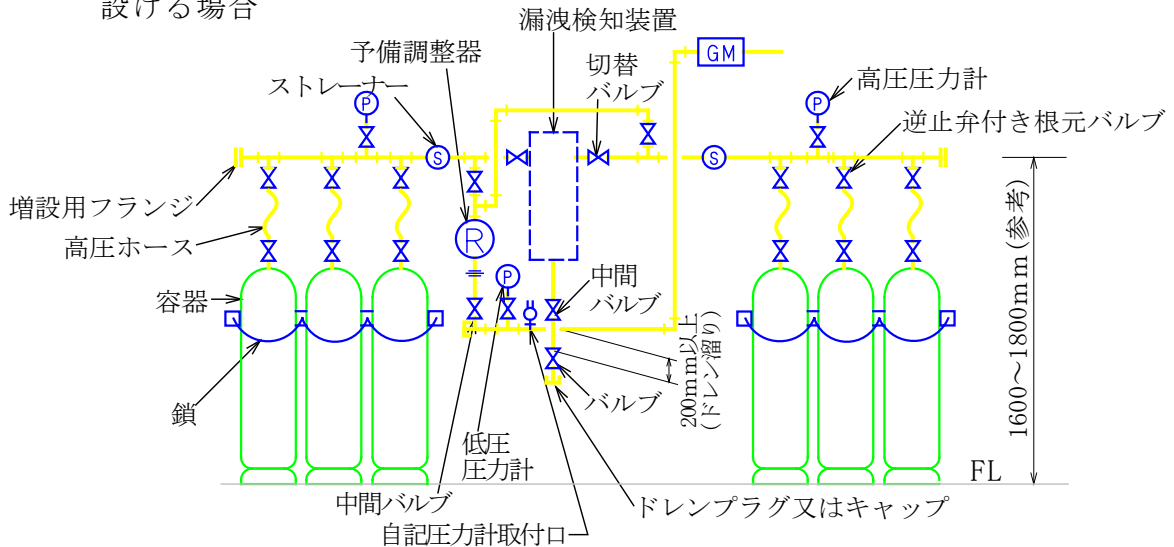 設ける場合
漏洩検知装置
予備調整器
ストレーナー
切替
バルブ
GM
高圧圧力計
逆止弁付き根元バルブ
P
P
S
S
増設用フランジ
高圧ホース
R
P
容器
中間
バルブ
1600～1800mm(参考)
200mm以上
(ドレン溜り)
鎖
バルブ
低圧
圧力計
FL
中間バルブ
ドレンプラグ又はキャップ
自記圧力計取付口